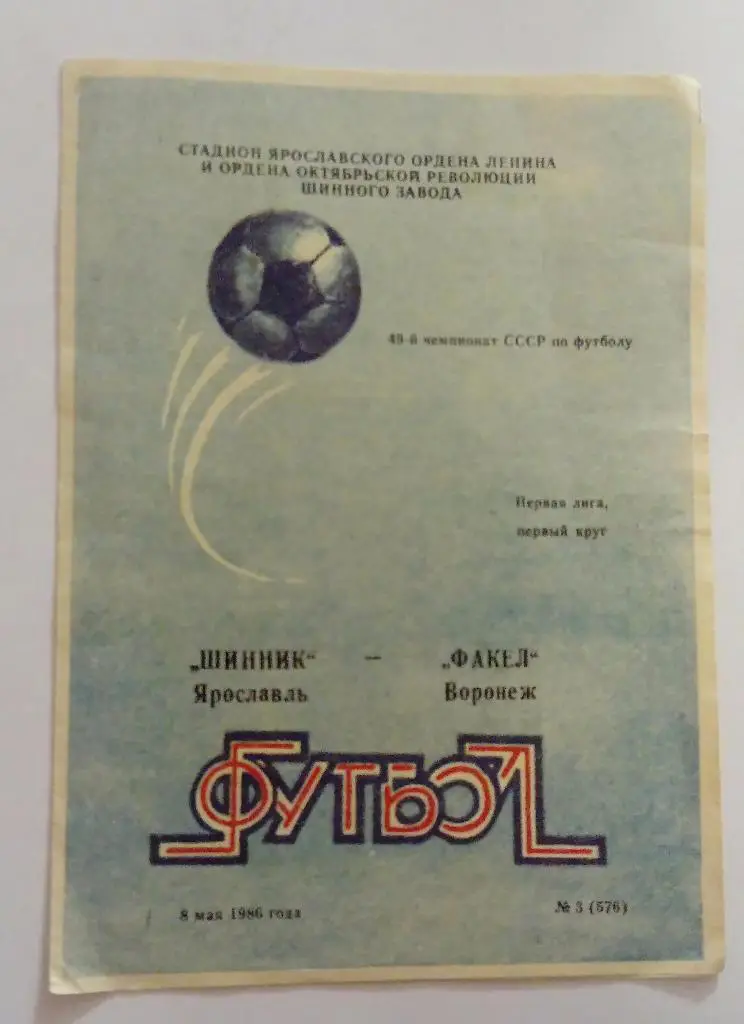 СТАДИОН ЯРОСЛАВСКОГО ОРДЕНА ЛЕНИНА
И ОРДЕНА ОКТЯБРЬСКОЙ РЕВОЛЮЦИИ
ШИННОГО ЗАВОДА
49-й чемпионат СССР по футболу
Первая лига,
первый круг
„ШИННИК“ — „ФАКЕЛ“
Ярославль Воронеж
ФУТБОЛ
8 мая 1986 года № 3 (576)